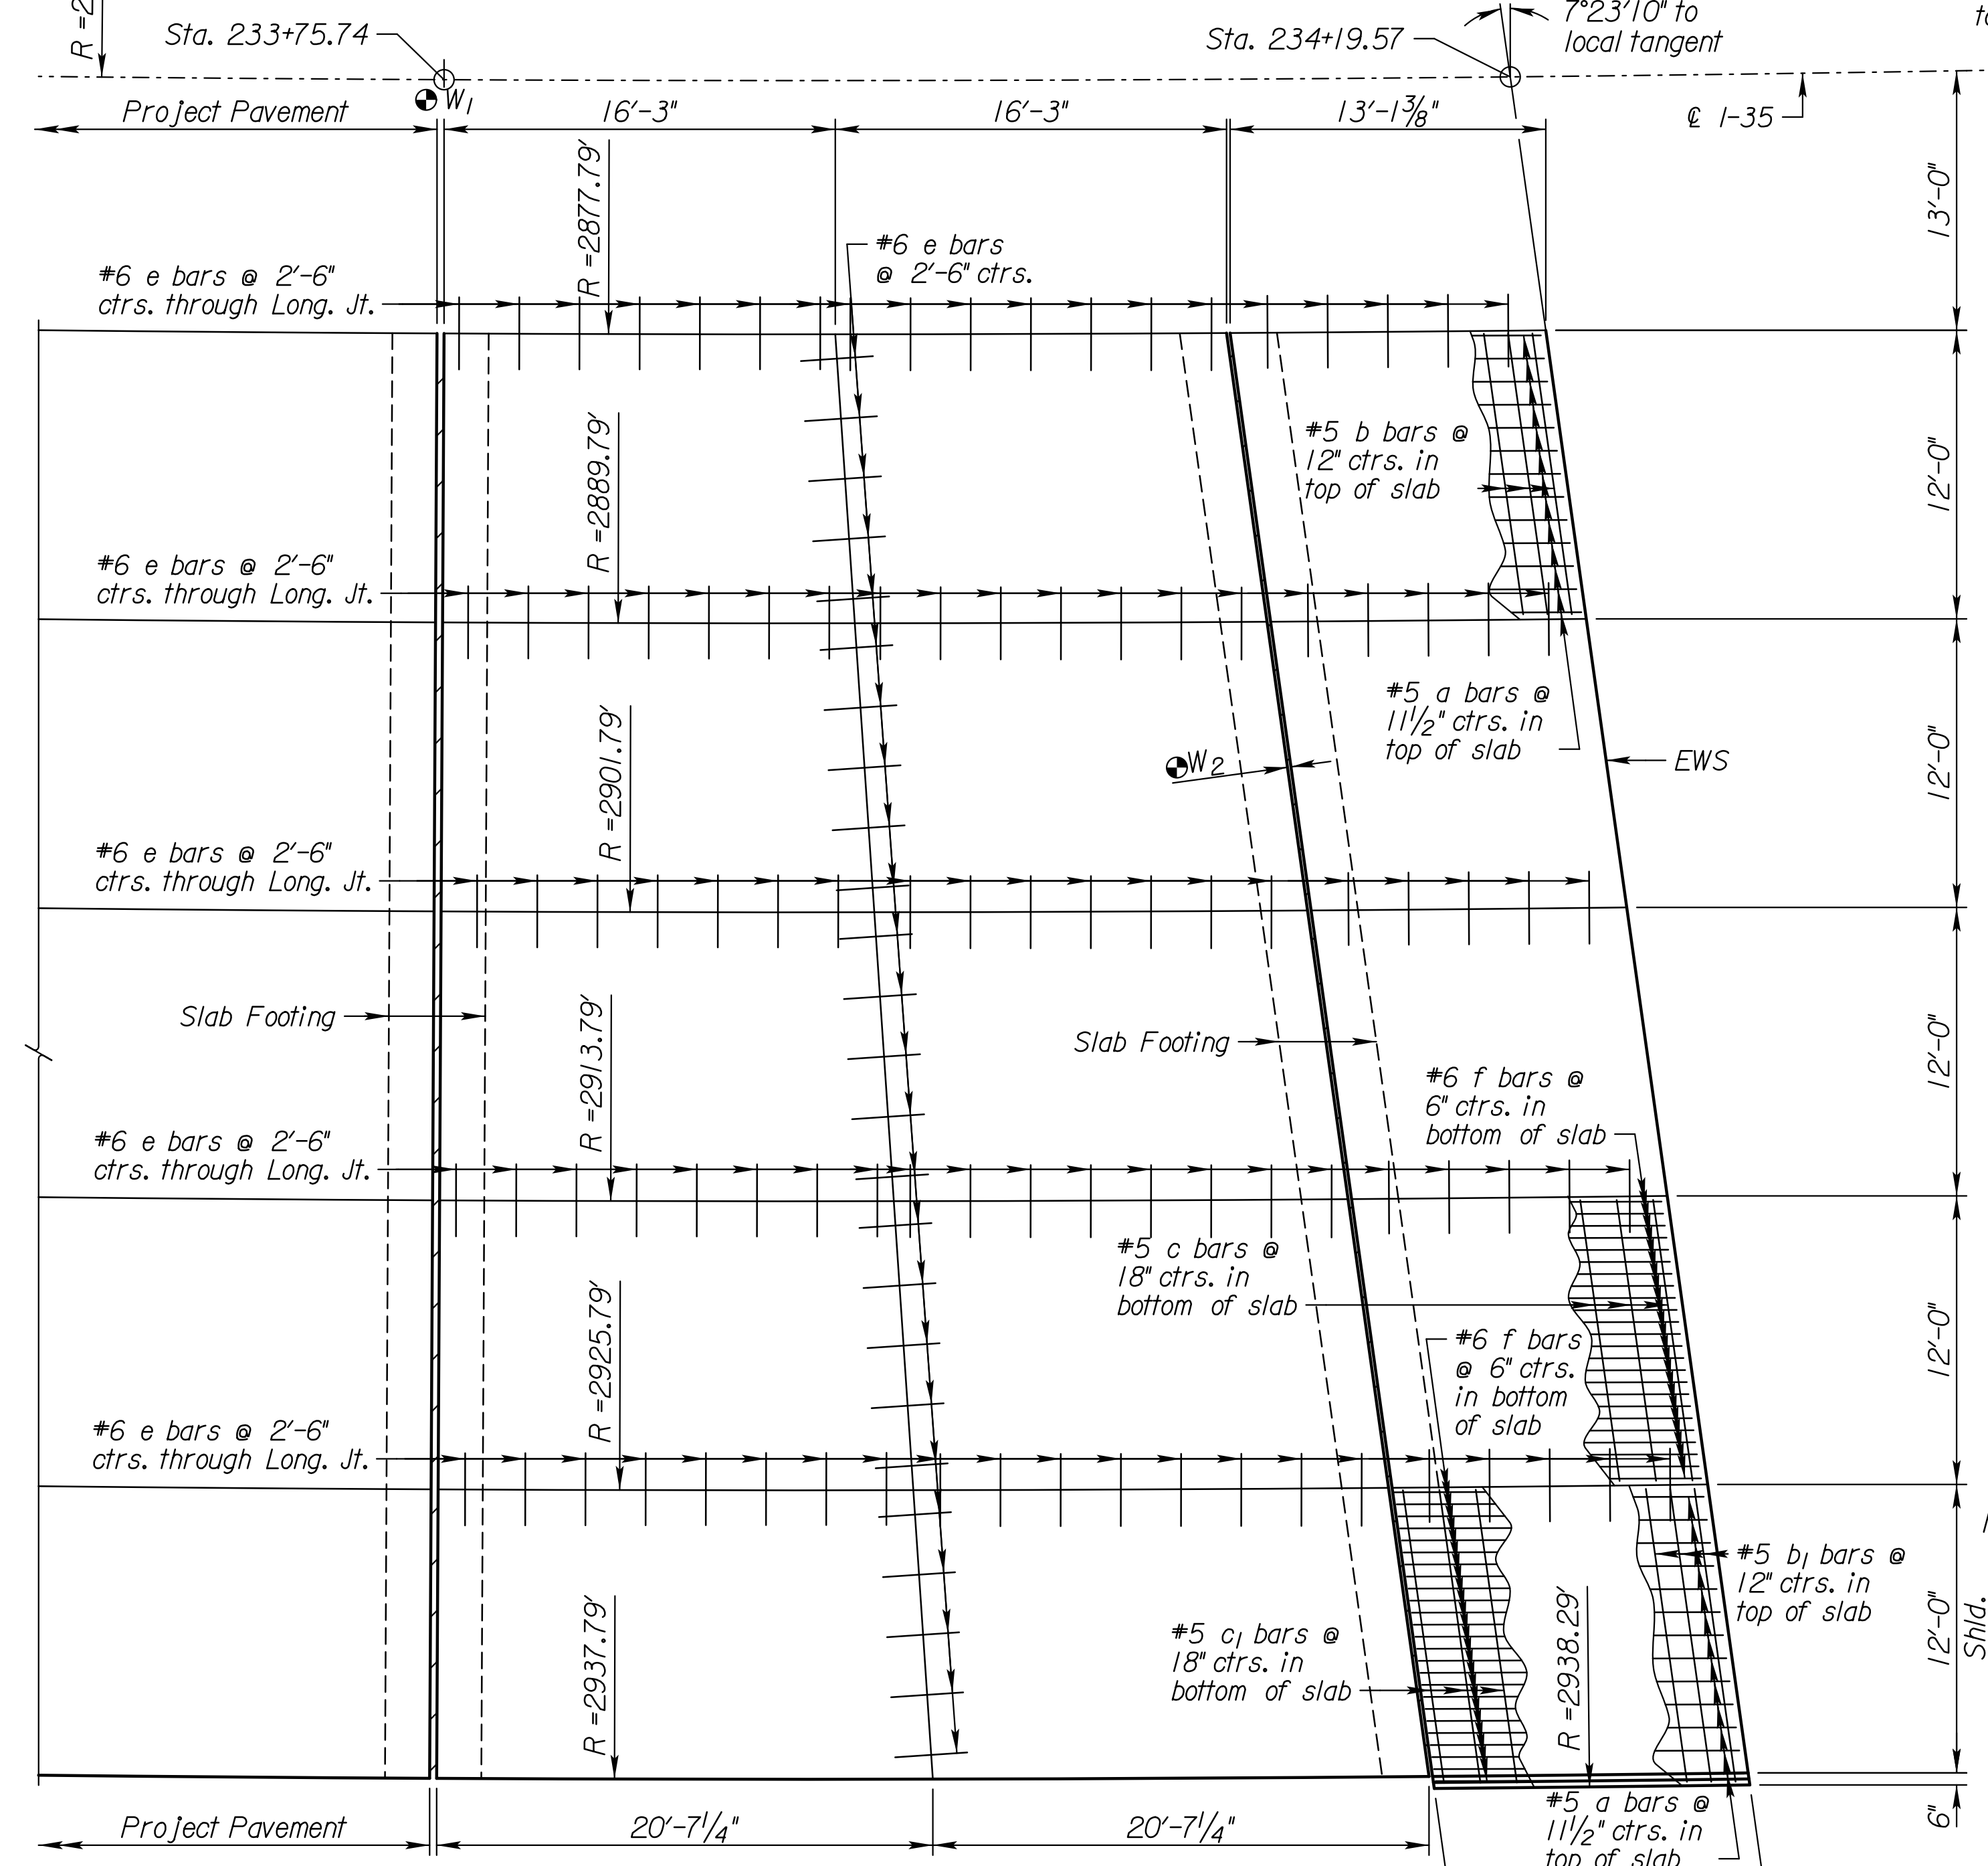 R =2
Sta. 233+75.74
Sta. 234+19.57
7°23'10" to
local tangent
to
W1
Project Pavement
16'-3"
16'-3"
13'-1 3/8"
℄ I-35
13'-0"
R =2877.79'
#6 e bars @ 2'-6"
ctrs. through Long. Jt.
#6 e bars
@ 2'-6" ctrs.
R =2889.79'
#5 b bars @
12" ctrs. in
top of slab
12'-0"
#6 e bars @ 2'-6"
ctrs. through Long. Jt.
R =2901.79'
#5 a bars @
11 1/2" ctrs. in
top of slab
W2
EWS
12'-0"
#6 e bars @ 2'-6"
ctrs. through Long. Jt.
Slab Footing
R =2913.79'
Slab Footing
12'-0"
#6 f bars @
6" ctrs. in
bottom of slab
#6 e bars @ 2'-6"
ctrs. through Long. Jt.
R =2925.79'
#5 c bars @
18" ctrs. in
bottom of slab
#6 f bars
@ 6" ctrs.
in bottom
of slab
12'-0"
#6 e bars @ 2'-6"
ctrs. through Long. Jt.
R =2937.79'
#5 c1 bars @
18" ctrs. in
bottom of slab
R =2938.29'
#5 b1 bars @
12" ctrs. in
top of slab
12'-0"
Shld.
Project Pavement
20'-7 1/4"
20'-7 1/4"
#5 a bars @
11 1/2" ctrs. in
top of slab
6"